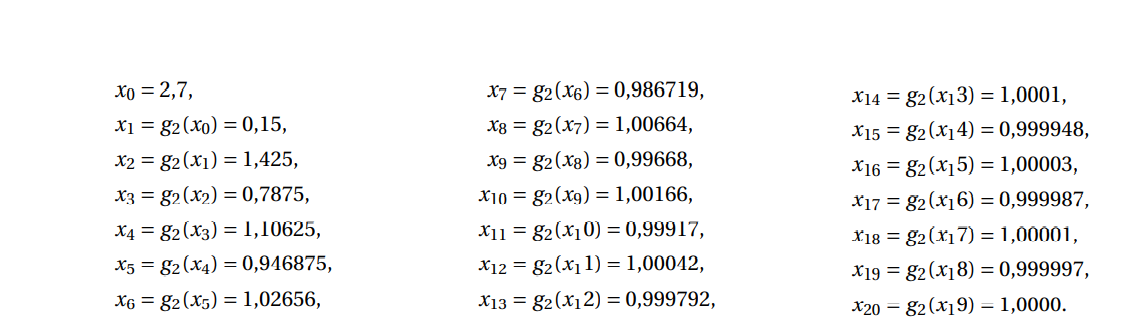 x₀ = 2,7,
x₁ = g₂(x₀) = 0,15,
x₂ = g₂(x₁) = 1,425,
x₃ = g₂(x₂) = 0,7875,
x₄ = g₂(x₃) = 1,10625,
x₅ = g₂(x₄) = 0,946875,
x₆ = g₂(x₅) = 1,02656,
x₇ = g₂(x₆) = 0,986719,
x₈ = g₂(x₇) = 1,00664,
x₉ = g₂(x₈) = 0,99668,
x₁₀ = g₂(x₉) = 1,00166,
x₁₁ = g₂(x₁0) = 0,99917,
x₁₂ = g₂(x₁1) = 1,00042,
x₁₃ = g₂(x₁2) = 0,999792,
x₁₄ = g₂(x₁3) = 1,0001,
x₁₅ = g₂(x₁4) = 0,999948,
x₁₆ = g₂(x₁5) = 1,00003,
x₁₇ = g₂(x₁6) = 0,999987,
x₁₈ = g₂(x₁7) = 1,00001,
x₁₉ = g₂(x₁8) = 0,999997,
x₂₀ = g₂(x₁9) = 1,0000.